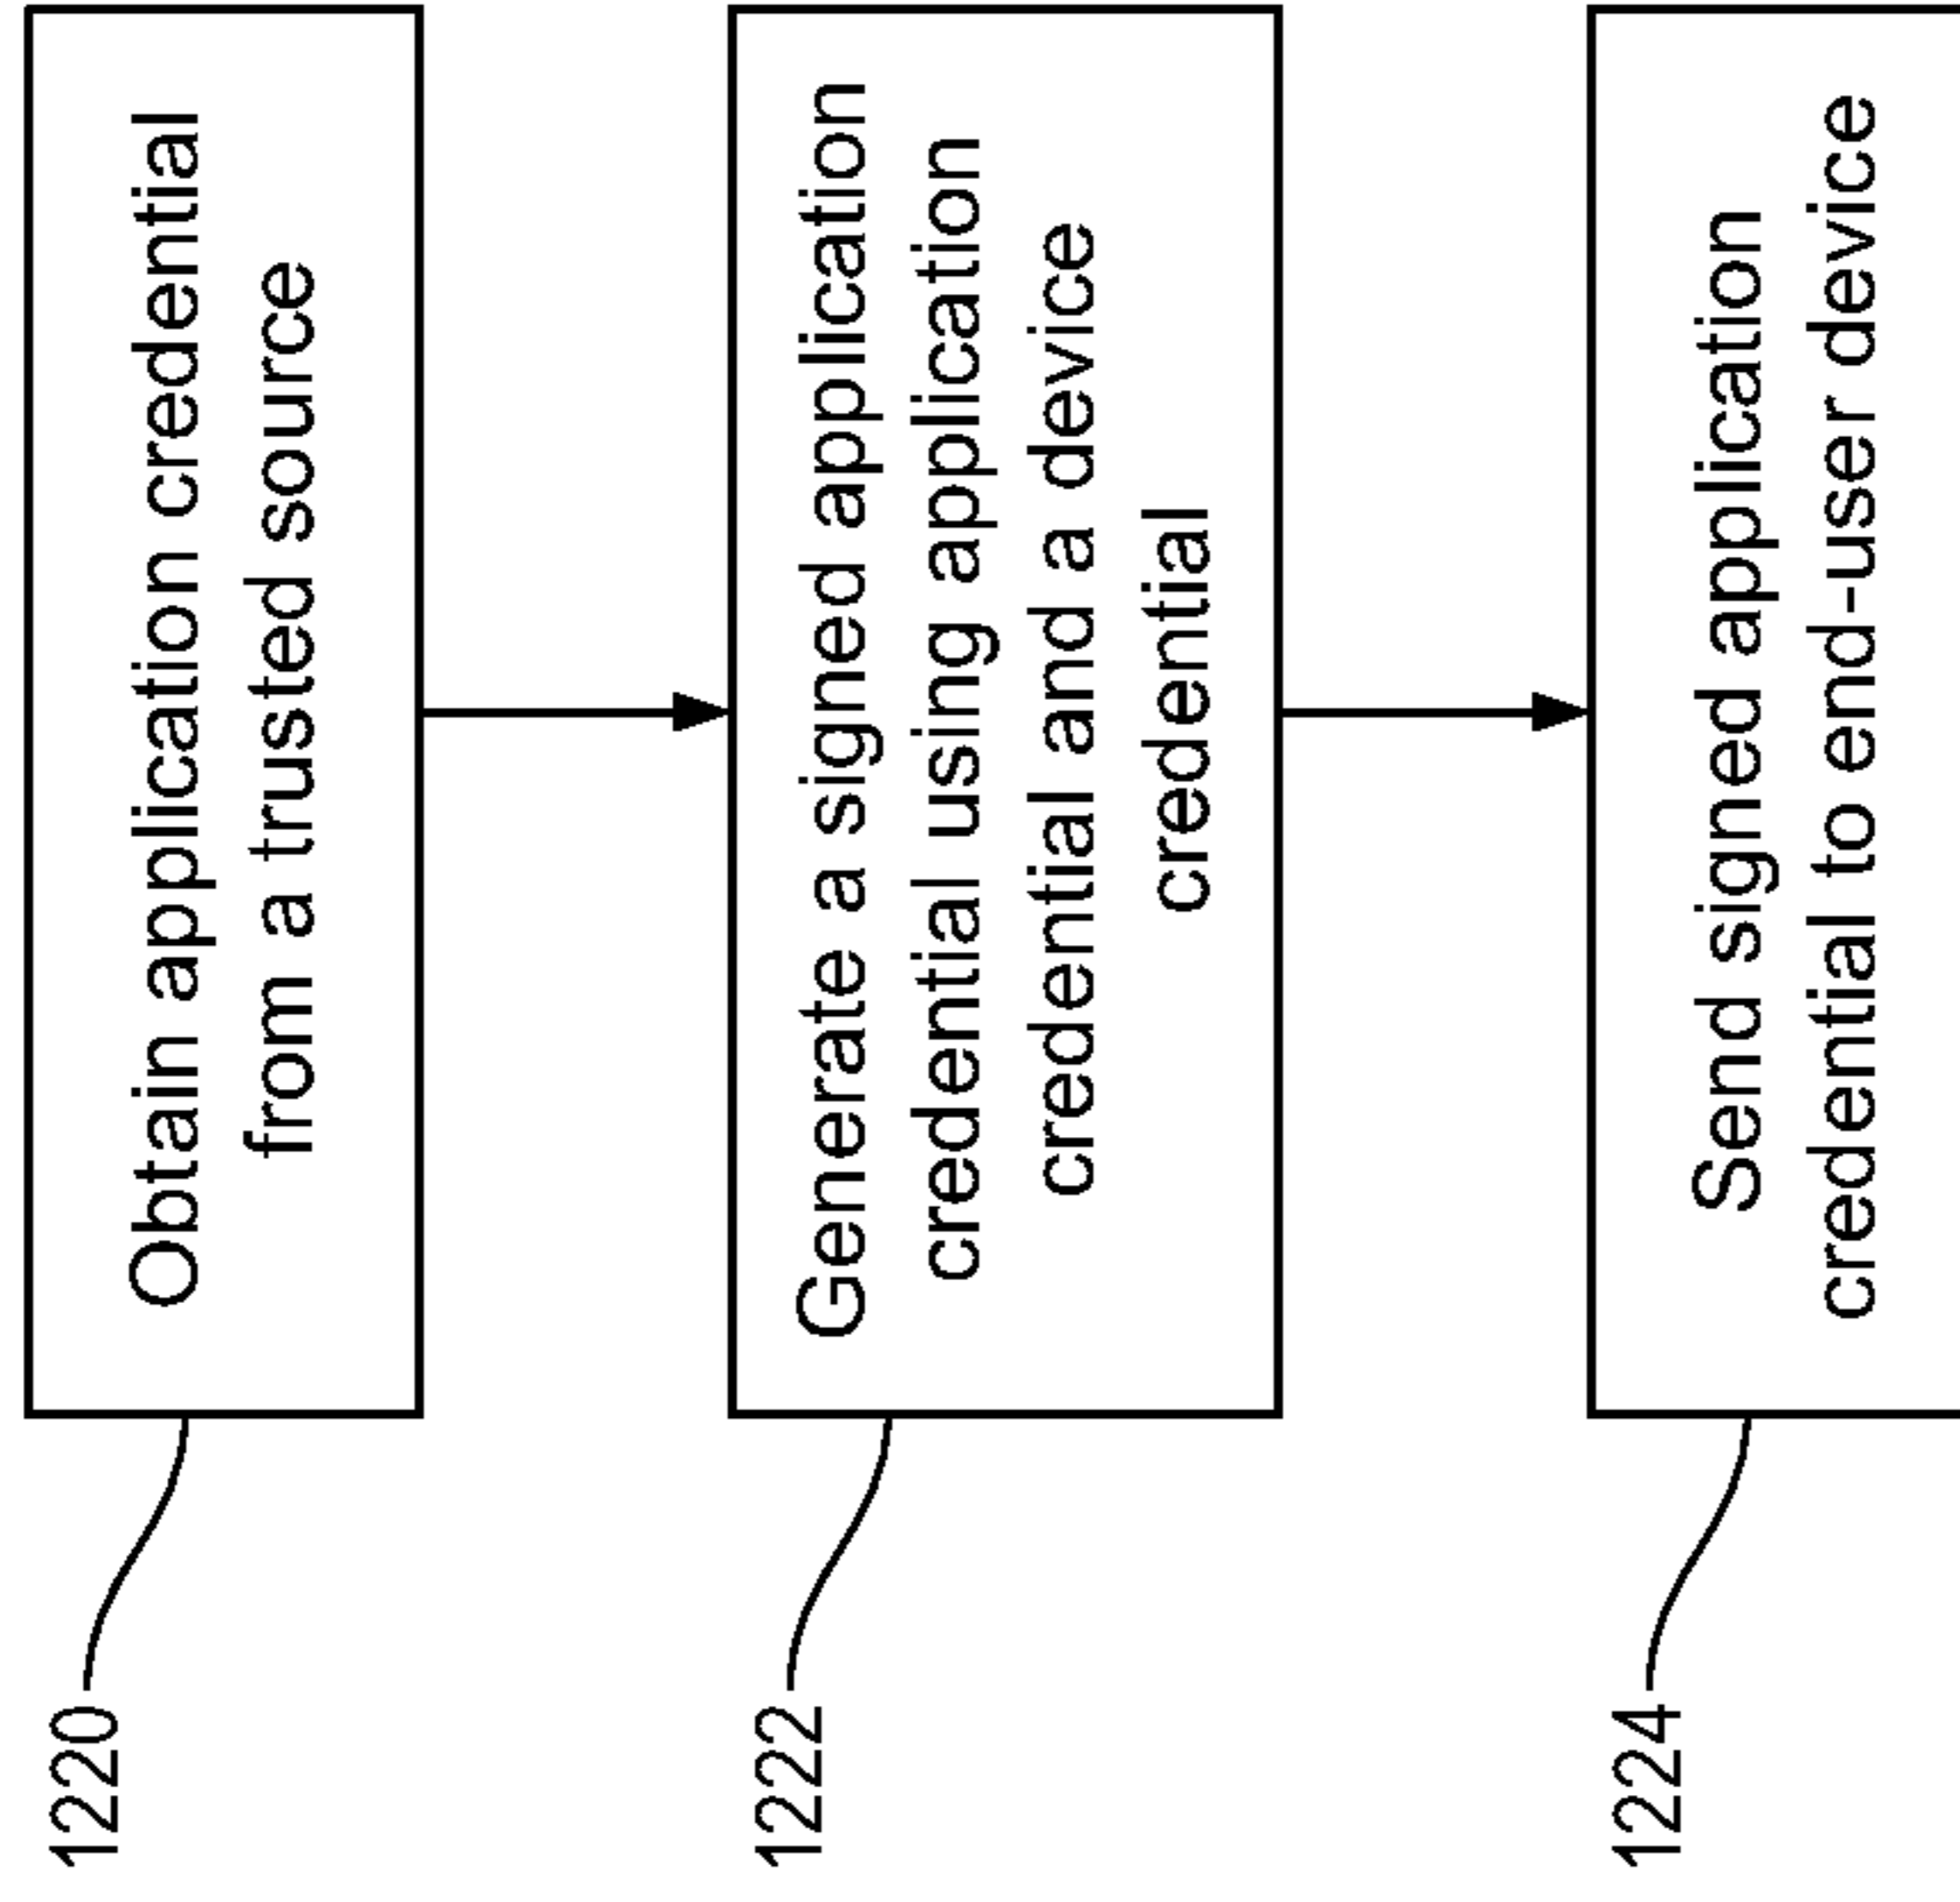 1220
Obtain application credential
from a trusted source
1222
Generate a signed application
credential using application
credential and a device
credential
1224
Send signed application
credential to end-user device